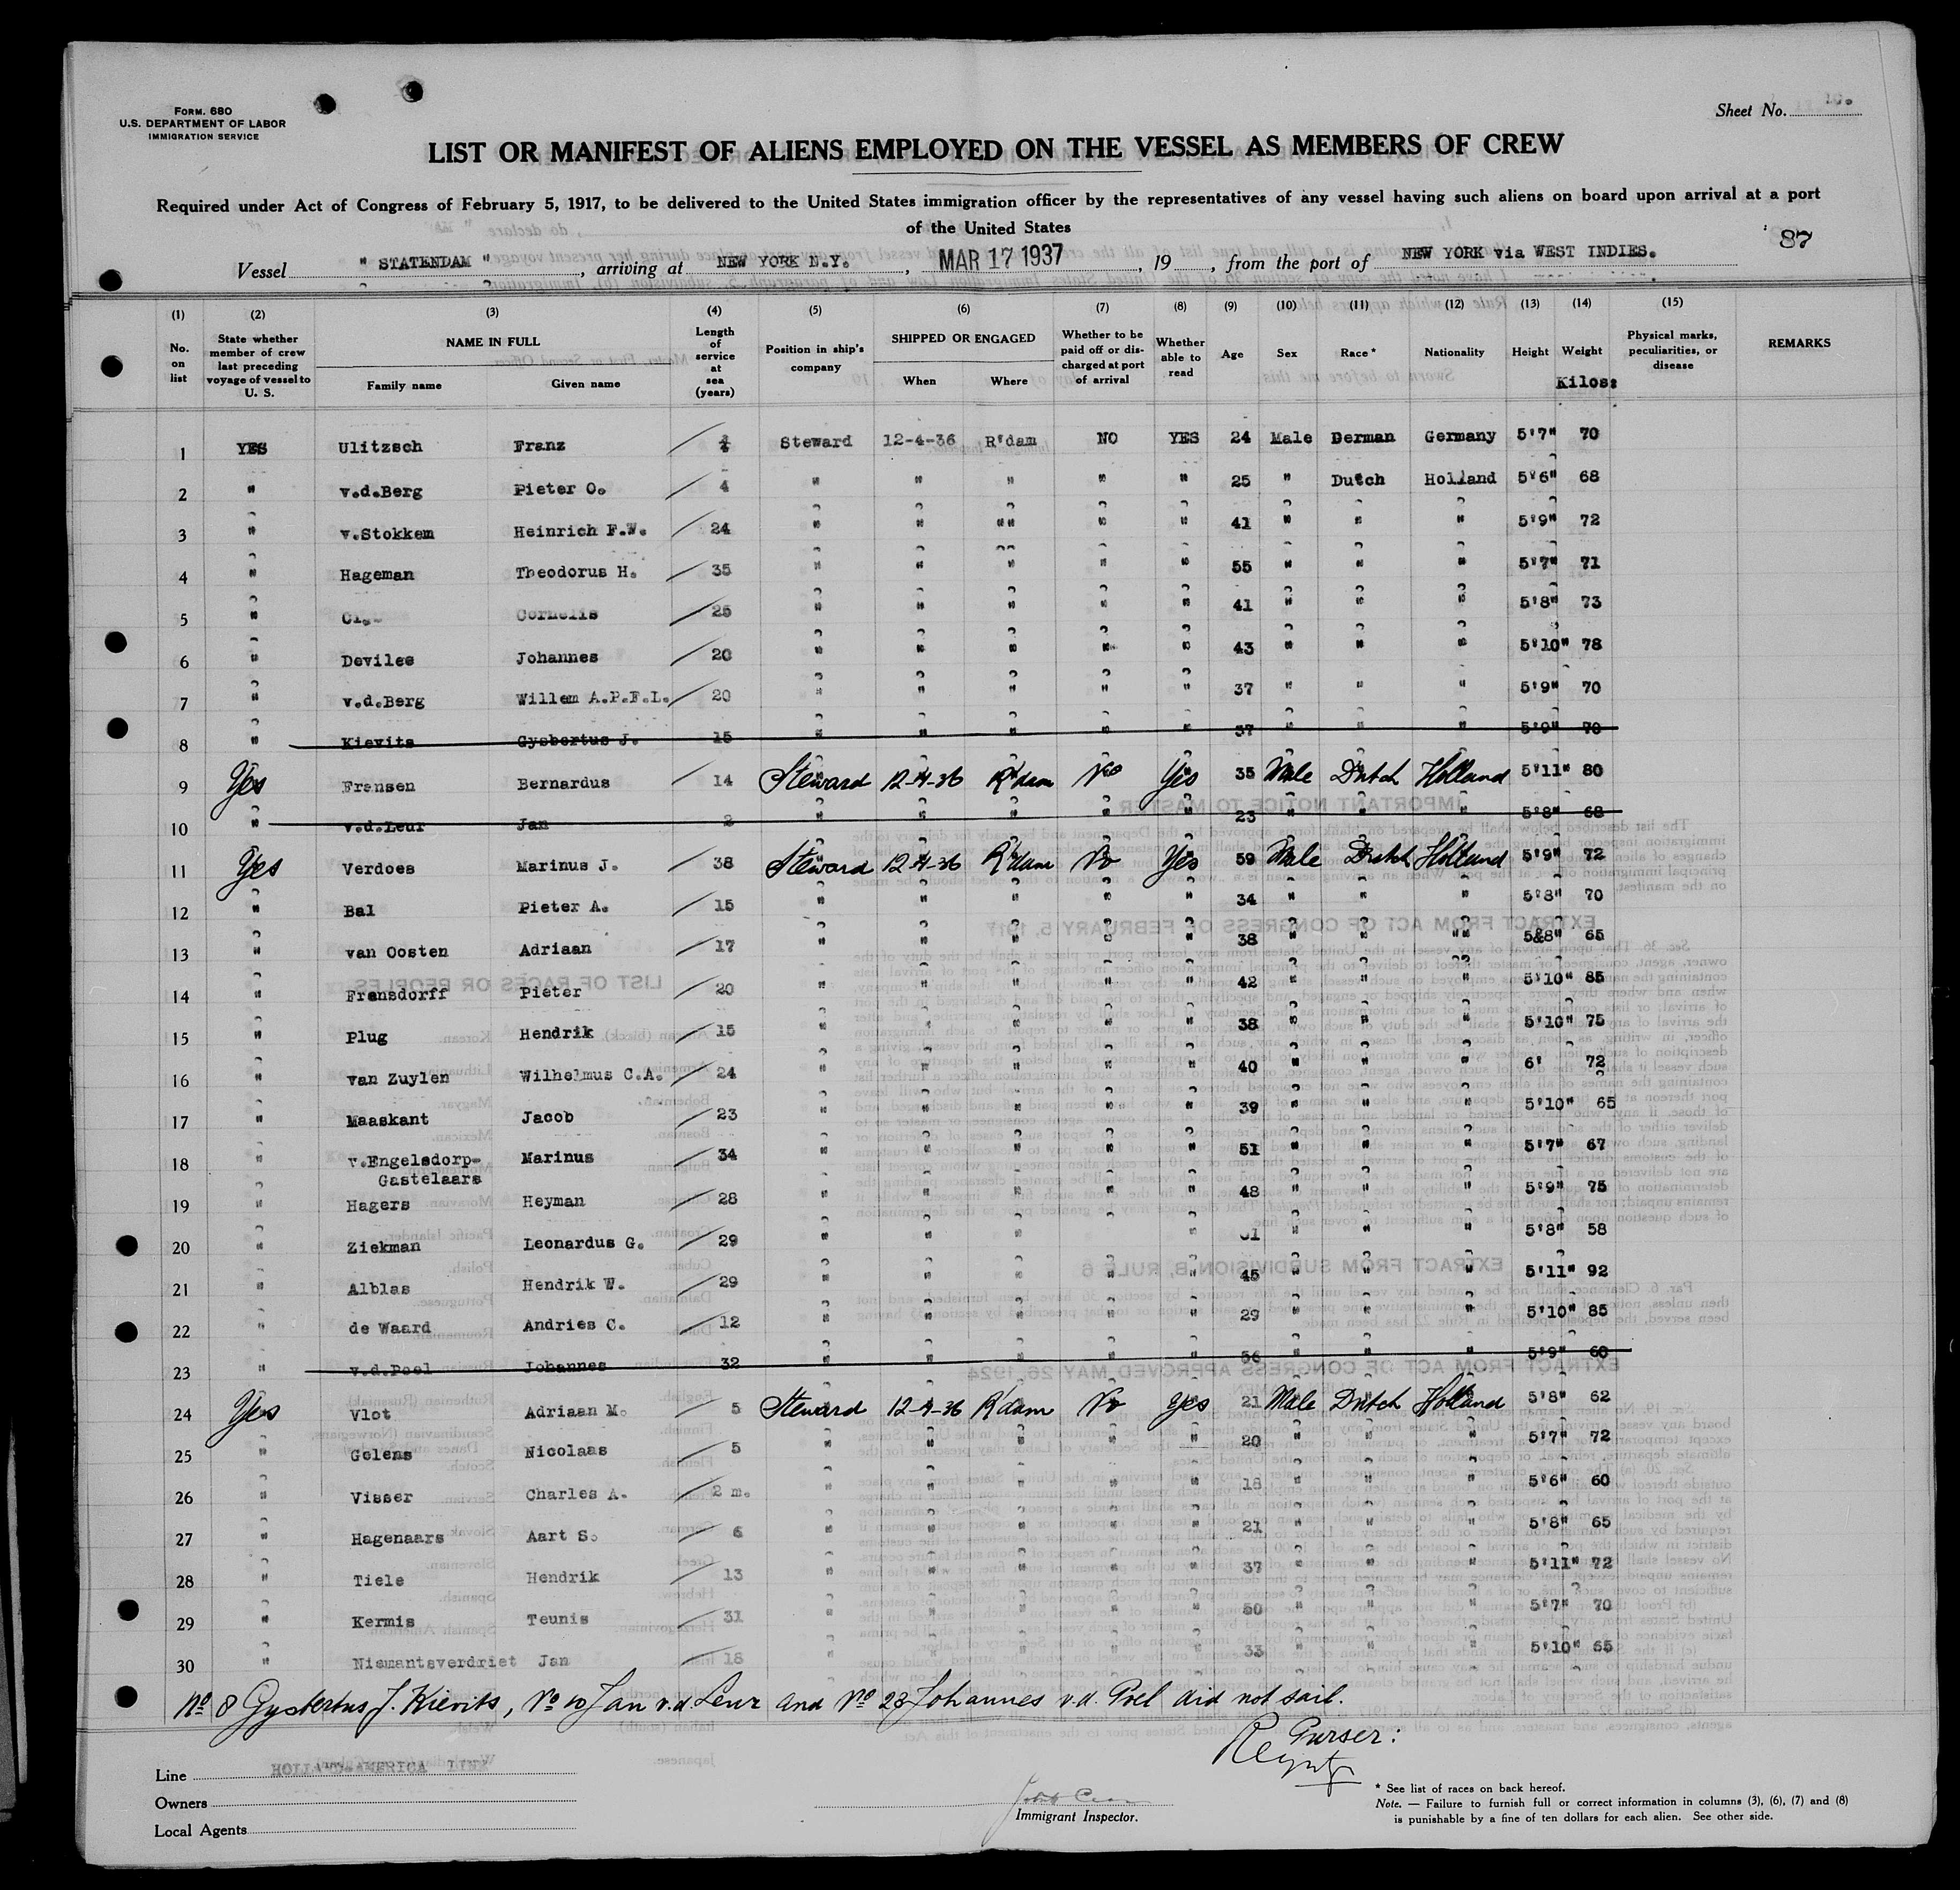 FORM. 680
U.S. DEPARTMENT OF LABOR
IMMIGRATION SERVICE
Sheet No. 10.
LIST OR MANIFEST OF ALIENS EMPLOYED ON THE VESSEL AS MEMBERS OF CREW
Required under Act of Congress of February 5, 1917, to be delivered to the United States immigration officer by the representatives of any vessel having such aliens on board upon arrival at a port
of the United States
87
Vessel " STATENDAM " , arriving at NEW YORK N.Y. , MAR 17 1937 , 19 , from the port of NEW YORK via WEST INDIES.
(1) (2) (3) (4) (5) (6) (7) (8) (9) (10) (11) (12) (13) (14) (15)
No. on list State whether member of crew last preceding voyage of vessel to U. S. NAME IN FULL Family name Given name Length of service at sea (years) Position in ship's company SHIPPED OR ENGAGED When Where Whether to be paid off or discharged at port of arrival Whether able to read Age Sex Race * Nationality Height Weight Kilos: Physical marks, peculiarities, or disease REMARKS
1 YES Ulitzsch Franz Steward 12-4-36 R'dam NO YES 24 Male Derman Germany 5'7" 70
2 " v.d.Berg Pieter O. 4 " " " " " 25 " Dutch Holland 5'6" 68
3 " v.Stokkem Heinrich F.W. 24 " " "" " " 41 " " " 5'9" 72
4 " Hageman Theodorus H. 35 " " " " " 55 " " " 5'7" 71
5 " Cornelis 25 " " " " " 41 " " " 5'8" 73
6 " Devilee Johannes 20 " " " " " 43 " " " 5'10" 78
7 " v.d.Berg Willem A.P.F.L. 20 " " " " " 37 " " " 5'9" 70
8 " Kievits Gysbertus J. 15 " " " " " 37 " " " 5'9" 70
9 Yes Fransen Bernardus 14 Steward 12-4-36 R'dam No Yes 35 Male Dutch Holland 5'11" 80
10 " v.d.Leur Jan 2 " " " " " 23 " " " 5'8" 68
11 Yes Verdoes Marinus J. 38 Steward 12-4-36 R'dam No Yes 59 Male Dutch Holland 5'9" 72
12 " Bal Pieter A. 15 " " " " " 34 " " " 5'8" 70
13 " van Oosten Adriaan 17 " " " " " 38 " " "" 5&8" 65
14 " Fransdorff Pieter 20 " " " " " 42 " " " 5'10" 85
15 " Plug Hendrik 15 " " " " " 38 " " " 5'10" 75
16 " van Zuylen Wilhelmus C.A. 24 " " " " " 40 " " " 6' 72
17 " Maaskant Jacob 23 " " " " " 39 " " " 5'10" 65
18 " v.Engelsdorp- Marinus 34 " " " " " 51 " " " 5'7" 67
Gastelaars
19 " Hagers Heyman 28 " " " " " 48 " " " 5'9" 75
20 " Ziekman Leonardus G. 29 " " " " " " " 5'8" 58
21 " Alblas Hendrik W. 29 " " " " " 45 " " " 5'11" 92
22 " de Waard Andries C. 12 " " " " " 29 " " " 5'10" 85
23 " v.d.Poel Johannes 32 " " " " " 56 " " " 5'9" 60
24 Yes Vlot Adriaan M. 5 Steward 12-4-36 R'dam No Yes 21 Male Dutch Holland 5'8" 62
25 " Golens Nicolaas 5 " " " " " 20 " " " 5'7" 72
26 " Visser Charles A. 2 m. " " " " " 18 " " " 5'6" 60
27 " Hagenaars Aart S. 6 " " " " " 21 " " " 5'8" 65
28 " Tiele Hendrik 13 " " " " " 37 " " " 5'11" 72
29 " Kermis Teunis 31 " " " " " 50 " " " 5'7" 70
30 " Nismantsverdriet Jan 18 " " " " " 33 " " " 5'10" 65
No 8 Gysbertus J. Kievits, No 10 Jan v.d. Leur and No 23 Johannes v.d. Poel did not sail.
Purser:
Line HOLLAND-AMERICA LINE
Owners
Local Agents
Immigrant Inspector.
* See list of races on back hereof.
Note. — Failure to furnish full or correct information in columns (3), (6), (7) and (8)
is punishable by a fine of ten dollars for each alien. See other side.